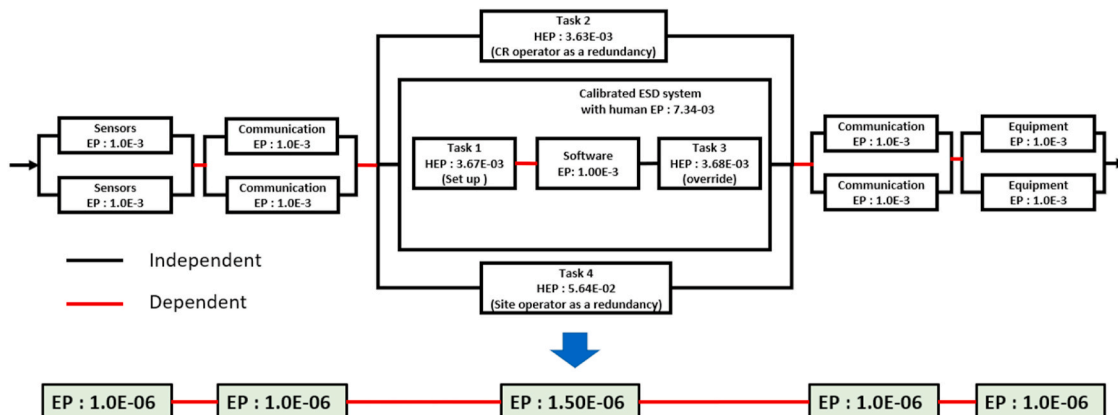 Task 2
HEP : 3.63E-03
(CR operator as a redundancy)
Calibrated ESD system
with human EP : 7.34-03
Sensors
EP : 1.0E-3
Communication
EP : 1.0E-3
Task 1
HEP : 3.67E-03
(Set up )
Software
EP: 1.00E-3
Task 3
HEP : 3.68E-03
(override)
Communication
EP : 1.0E-3
Equipment
EP : 1.0E-3
Sensors
EP : 1.0E-3
Communication
EP : 1.0E-3
Communication
EP : 1.0E-3
Equipment
EP : 1.0E-3
Independent
Dependent
Task 4
HEP : 5.64E-02
(Site operator as a redundancy)
EP : 1.0E-06
EP : 1.0E-06
EP : 1.50E-06
EP : 1.0E-06
EP : 1.0E-06